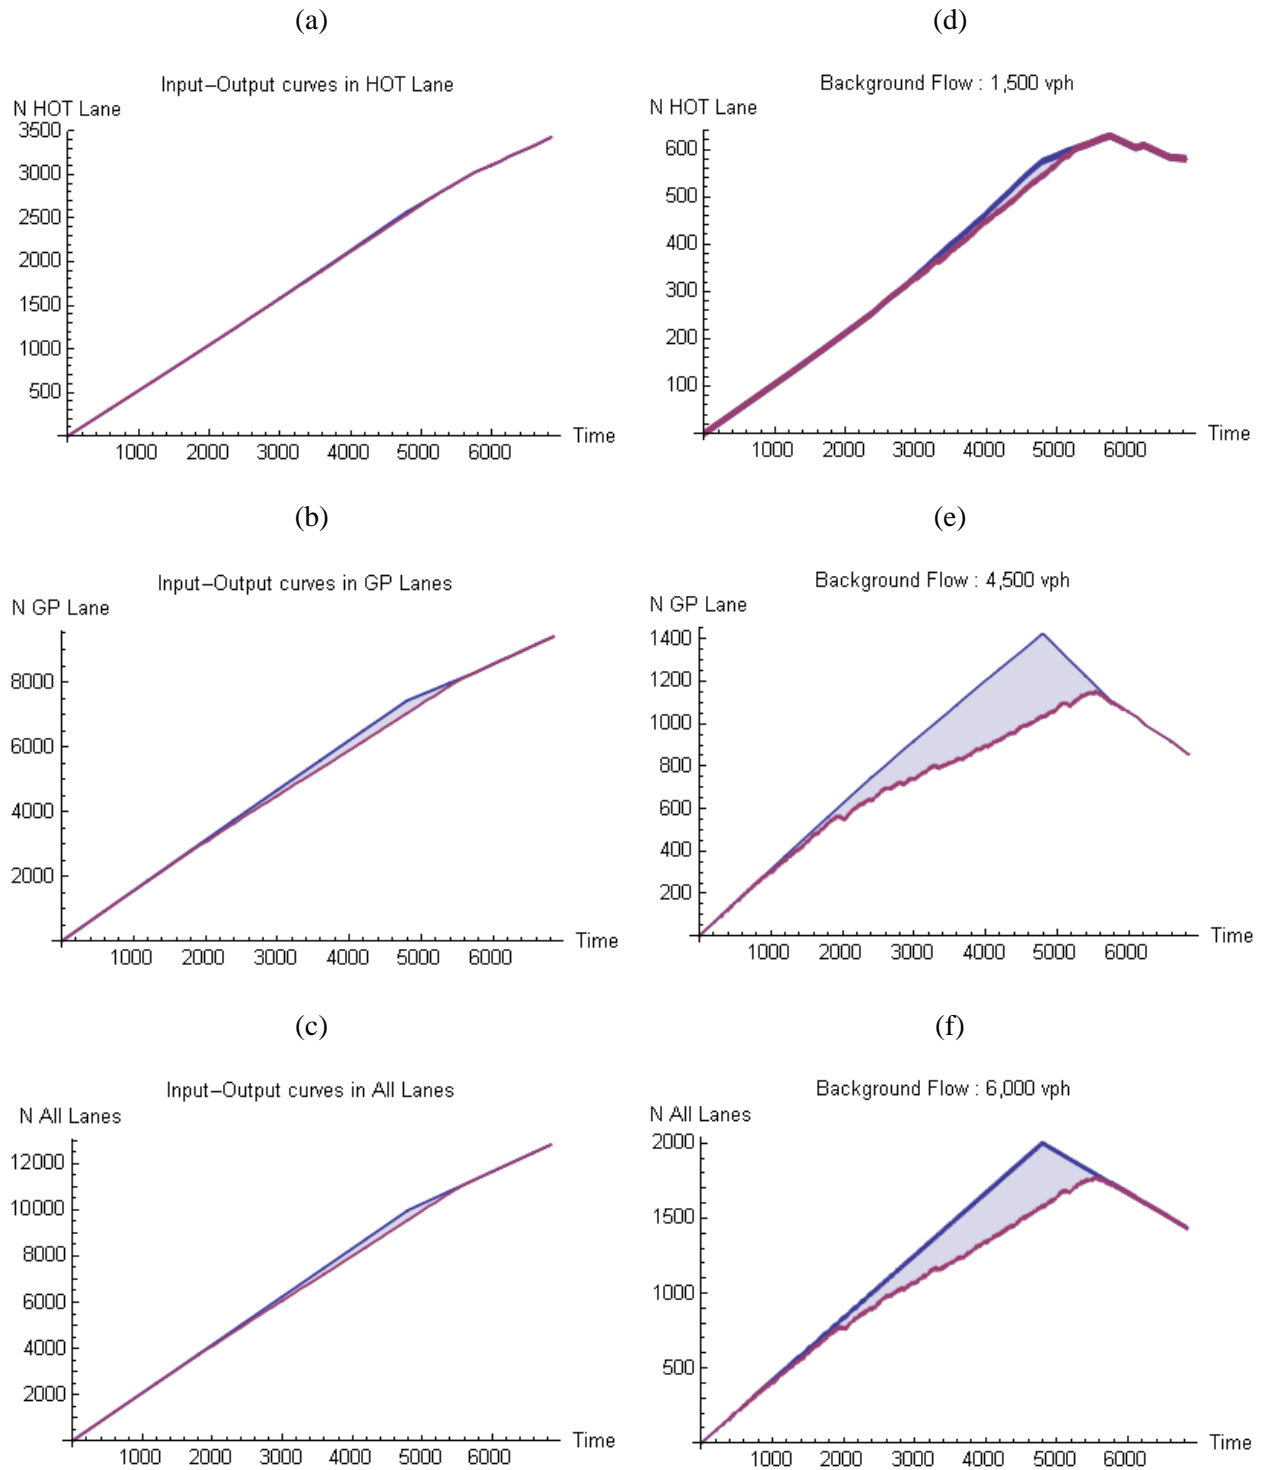 (a)
Input–Output curves in HOT Lane
N HOT Lane
3500
3000
2500
2000
1500
1000
500
1000 2000 3000 4000 5000 6000
Time
(d)
Background Flow : 1,500 vph
N HOT Lane
600
500
400
300
200
100
1000 2000 3000 4000 5000 6000
Time
(b)
Input–Output curves in GP Lanes
N GP Lane
8000
6000
4000
2000
1000 2000 3000 4000 5000 6000
Time
(e)
Background Flow : 4,500 vph
N GP Lane
1400
1200
1000
800
600
400
200
1000 2000 3000 4000 5000 6000
Time
(c)
Input–Output curves in All Lanes
N All Lanes
12000
10000
8000
6000
4000
2000
1000 2000 3000 4000 5000 6000
Time
(f)
Background Flow : 6,000 vph
N All Lanes
2000
1500
1000
500
1000 2000 3000 4000 5000 6000
Time